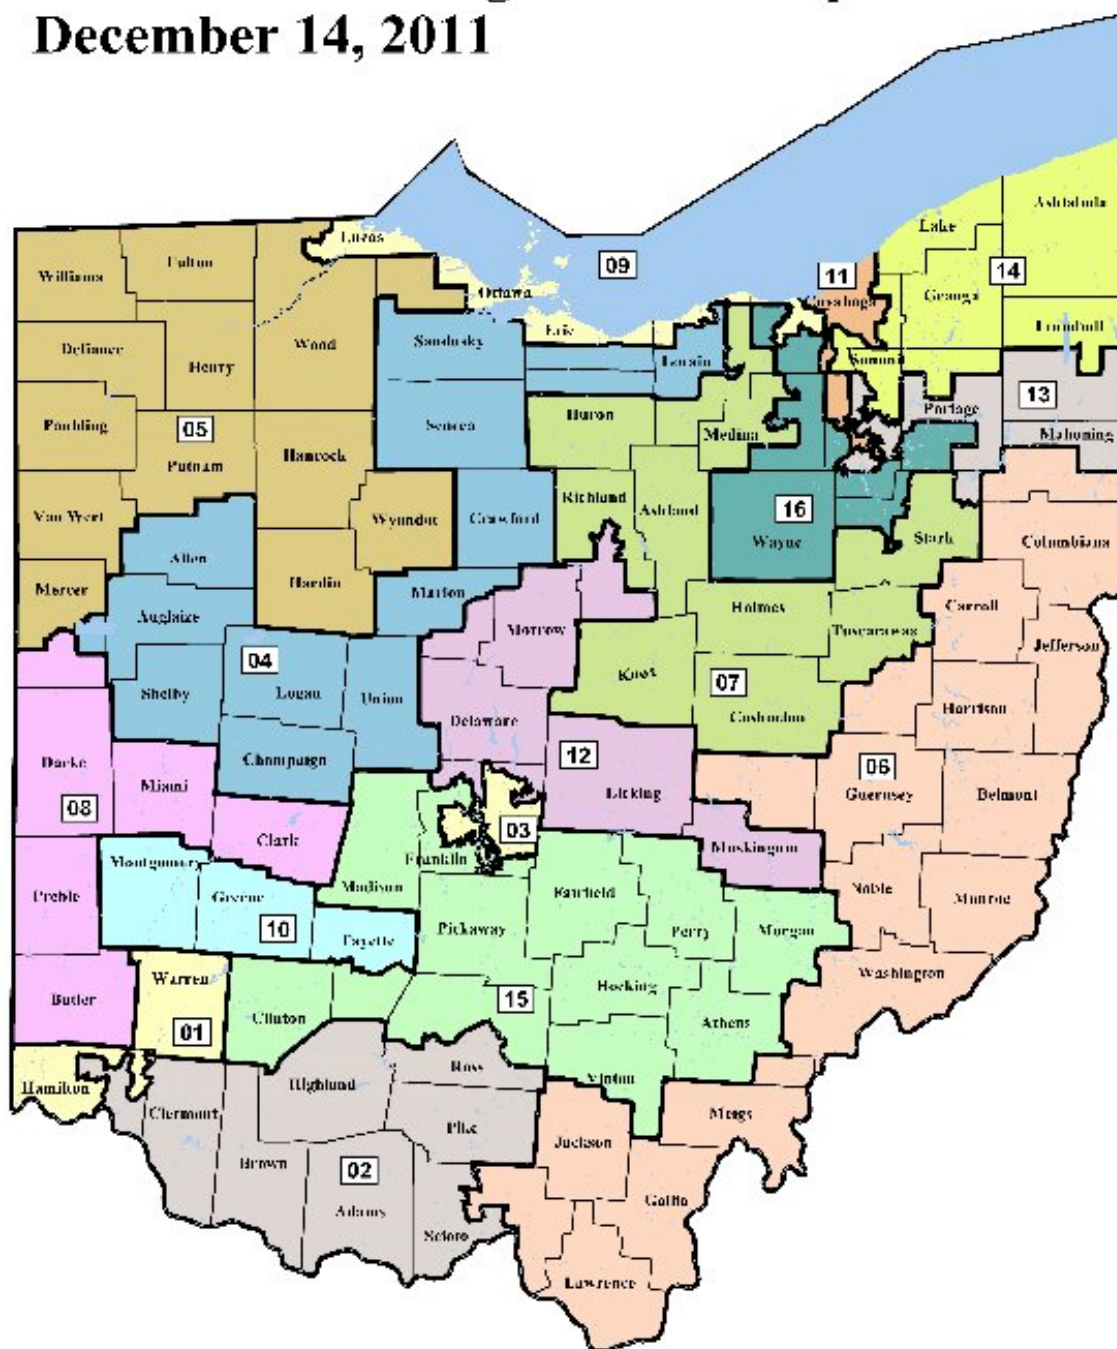 December 14, 2011
Ashtabula
Lake
Lucas
Fulton
Williams
09
11
14
Geauga
Ottawa
Cuyahoga
Erie
Trumbull
Wood
Sandusky
Defiance
Henry
Lorain
Summit
13
Portage
Huron
Paulding
05
Seneca
Medina
Mahoning
Hancock
Putnam
Richland
Ashland
16
Van Wert
Wyandot
Crawford
Wayne
Stark
Columbiana
Allen
Mercer
Hardin
Marion
Holmes
Carroll
Auglaize
Morrow
Tuscarawas
Jefferson
04
Knox
07
Shelby
Logan
Union
Delaware
Coshocton
Harrison
Darke
Champaign
12
06
Miami
Licking
Guernsey
Belmont
08
Clark
03
Franklin
Muskingum
Montgomery
Madison
Preble
Greene
Fairfield
Noble
Monroe
10
Fayette
Pickaway
Perry
Morgan
Warren
Washington
Butler
15
Hocking
01
Clinton
Athens
Ross
Vinton
Hamilton
Highland
Clermont
Pike
Meigs
Jackson
Brown
02
Adams
Gallia
Scioto
Lawrence